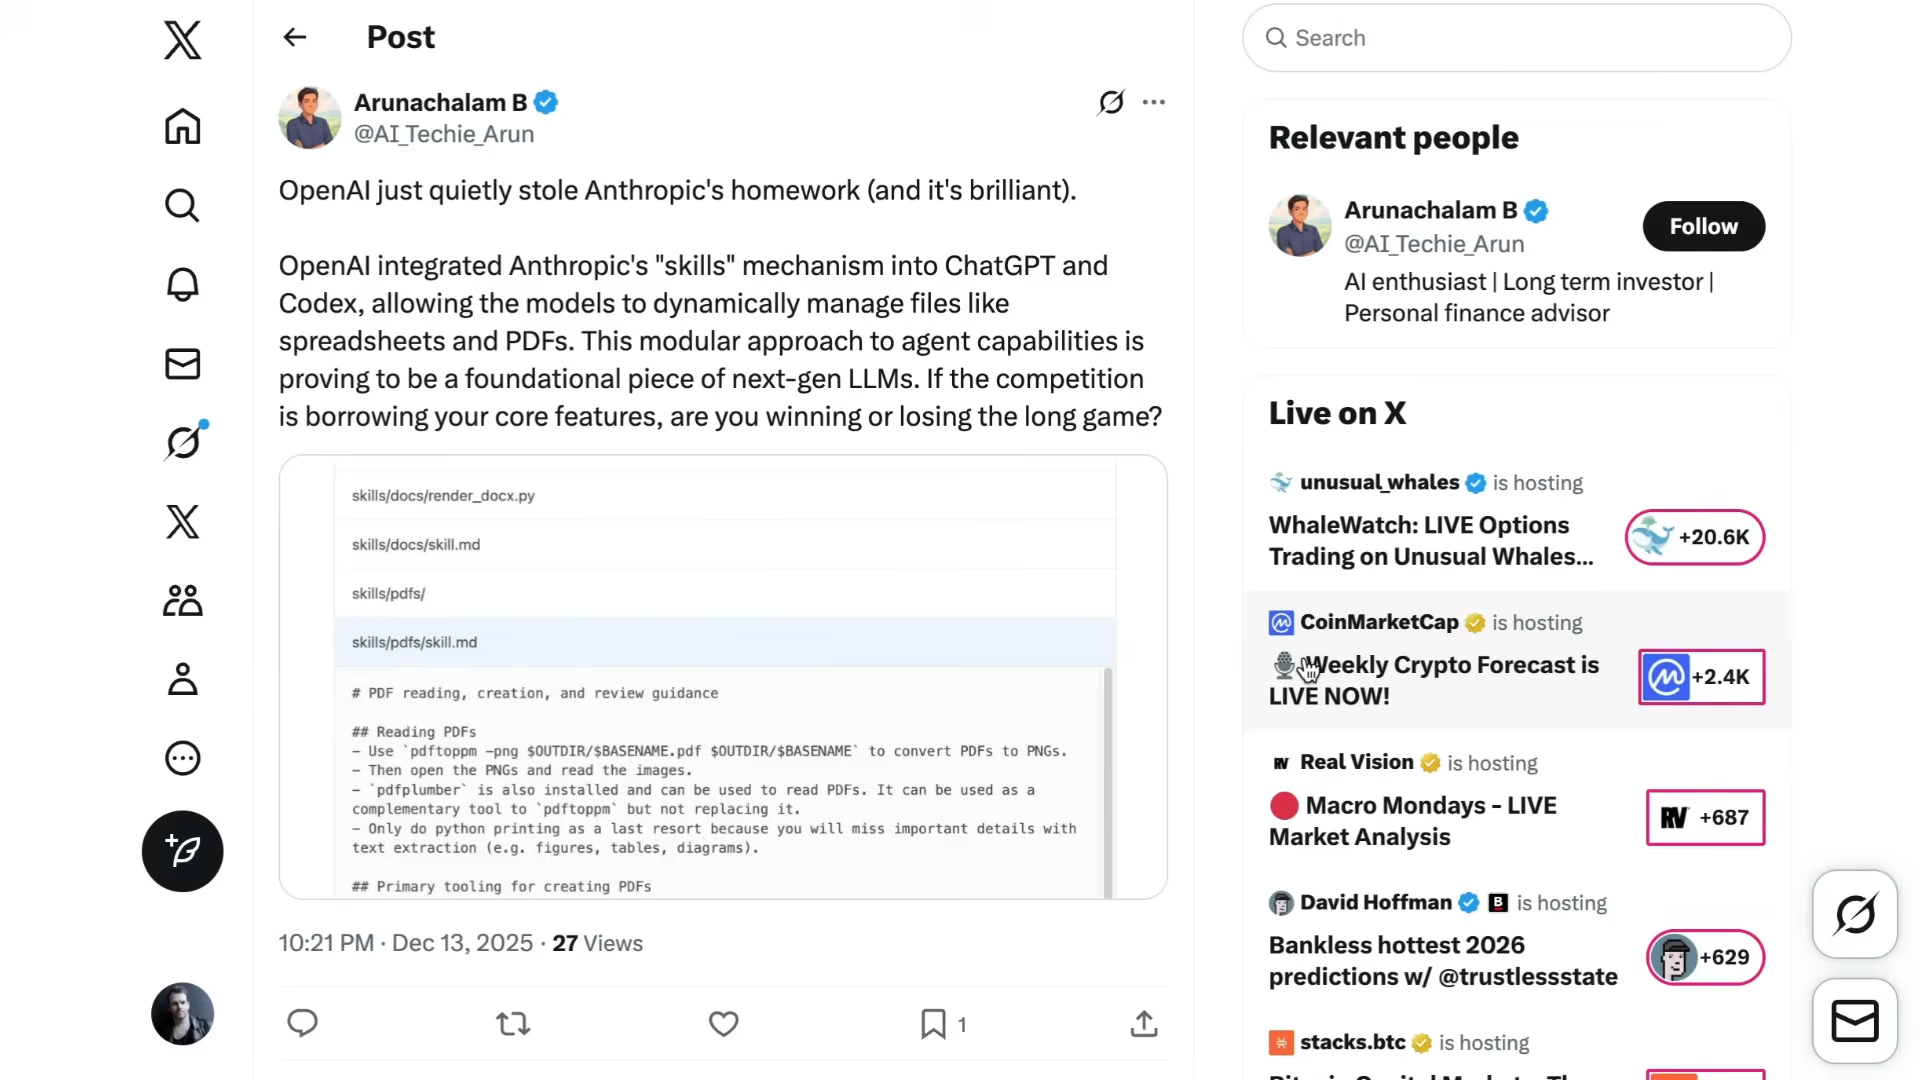 Post
Arunachalam B
@AI_Techie_Arun
OpenAI just quietly stole Anthropic's homework (and it's brilliant).
OpenAI integrated Anthropic's "skills" mechanism into ChatGPT and
Codex, allowing the models to dynamically manage files like
spreadsheets and PDFs. This modular approach to agent capabilities is
proving to be a foundational piece of next-gen LLMs. If the competition
is borrowing your core features, are you winning or losing the long game?
skills/docs/render_docx.py
skills/docs/skill.md
skills/pdfs/
skills/pdfs/skill.md
# PDF reading, creation, and review guidance
## Reading PDFs
- Use `pdftoppm -png $OUTDIR/$BASENAME.pdf $OUTDIR/$BASENAME` to convert PDFs to PNGs.
- Then open the PNGs and read the images.
- `pdfplumber` is also installed and can be used to read PDFs. It can be used as a
complementary tool to `pdftoppm` but not replacing it.
- Only do python printing as a last resort because you will miss important details with
text extraction (e.g. figures, tables, diagrams).
## Primary tooling for creating PDFs
10:21 PM · Dec 13, 2025 · 27 Views
1
Search
Relevant people
Arunachalam B
@AI_Techie_Arun
Follow
AI enthusiast | Long term investor |
Personal finance advisor
Live on X
unusual_whales is hosting
WhaleWatch: LIVE Options
Trading on Unusual Whales...
+20.6K
CoinMarketCap is hosting
Weekly Crypto Forecast is
LIVE NOW!
+2.4K
RV Real Vision is hosting
Macro Mondays - LIVE
Market Analysis
RV +687
David Hoffman B is hosting
Bankless hottest 2026
predictions w/ @trustlessstate
+629
stacks.btc is hosting